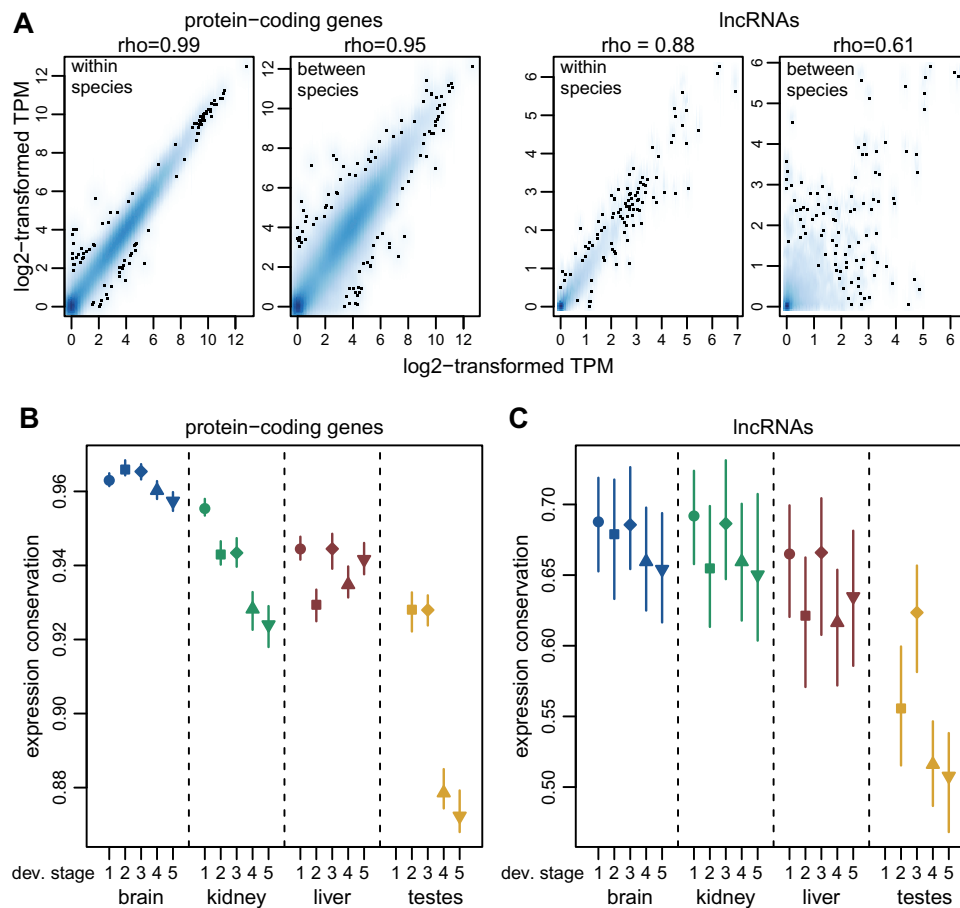 A
protein−coding genes
lncRNAs
rho=0.99
rho=0.95
rho = 0.88
rho=0.61
log2−transformed TPM
within species
between species
within species
between species
0 2 4 6 8 10 12
0 2 4 6 8 10 12
0 2 4 6 8 10 12
0 2 4 6 8 10 12
0 1 2 3 4 5 6
0 1 2 3 4 5 6 7
0 1 2 3 4 5 6
0 1 2 3 4 5 6
log2−transformed TPM
B
protein−coding genes
expression conservation
0.88 0.90 0.92 0.94 0.96
dev. stage 1 2 3 4 5 1 2 3 4 5 1 2 3 4 5 1 2 3 4 5
brain kidney liver testes
C
lncRNAs
expression conservation
0.50 0.55 0.60 0.65 0.70
dev. stage 1 2 3 4 5 1 2 3 4 5 1 2 3 4 5 1 2 3 4 5
brain kidney liver testes